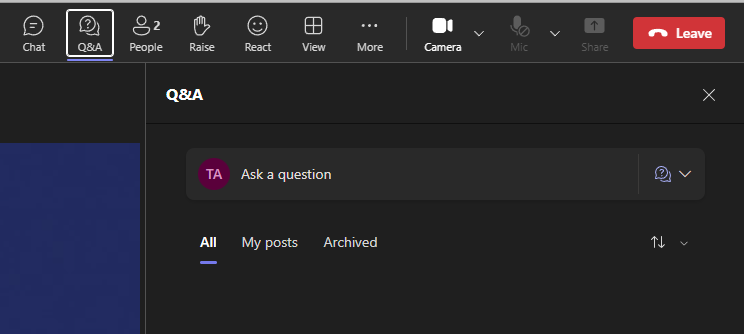 2
Chat Q&A People Raise React View More Camera Mic Share Leave
Q&A
TA Ask a question
All My posts Archived